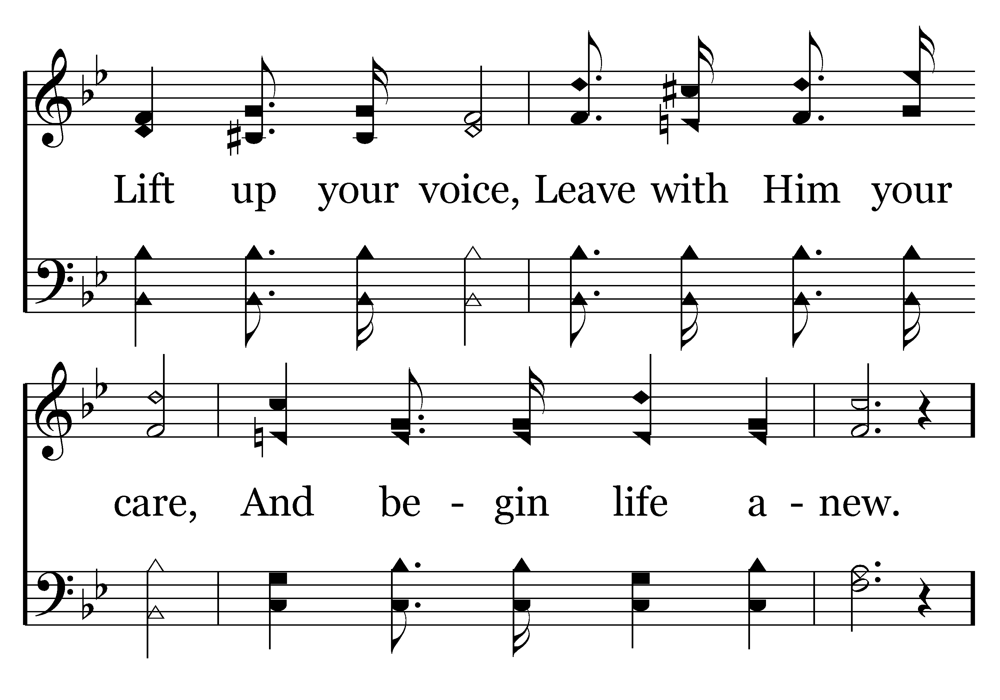 Lift up your voice, Leave with Him your
care, And be - gin life a - new.